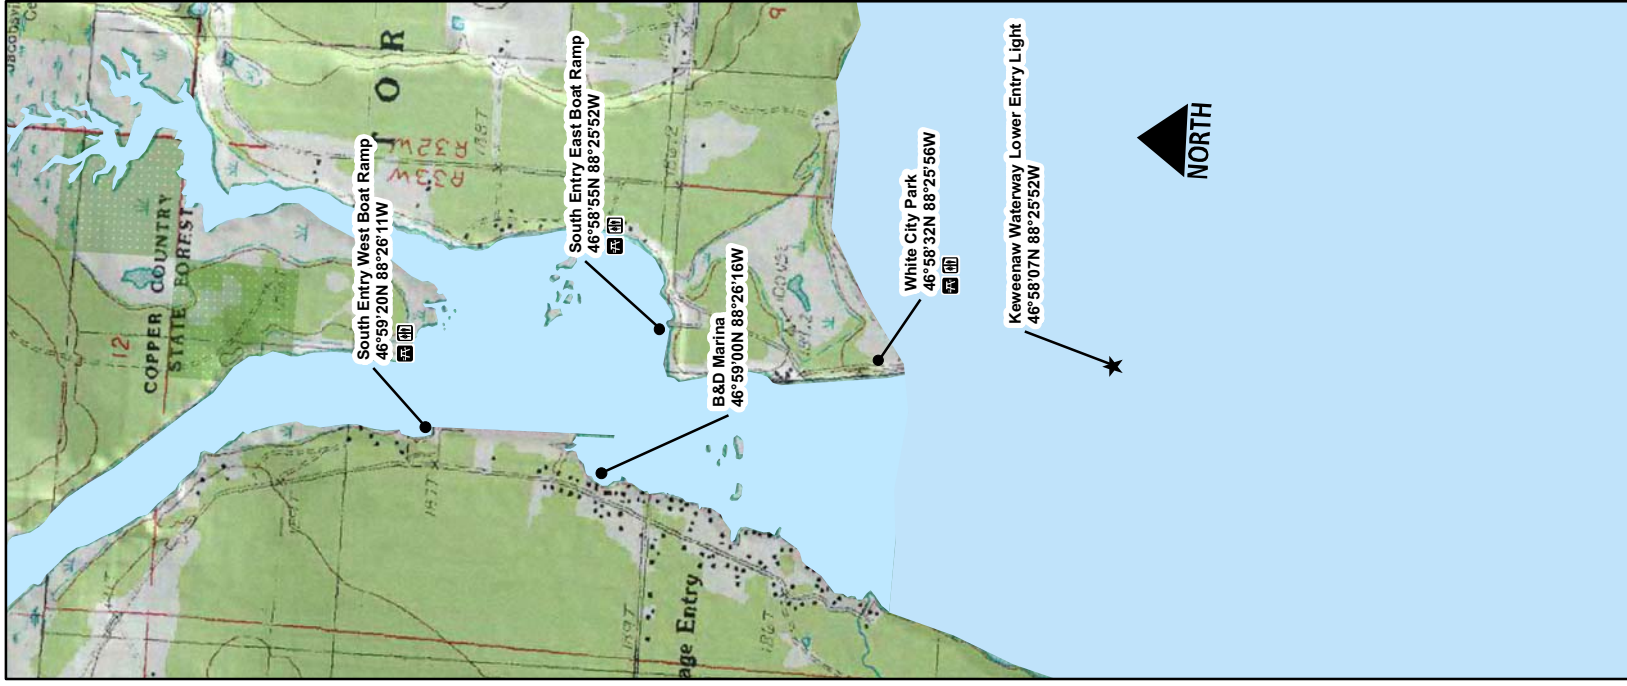 South Entry West Boat Ramp
46°59'20N 88°26'11W
South Entry East Boat Ramp
46°58'55N 88°25'52W
B&D Marina
46°59'00N 88°26'16W
White City Park
46°58'32N 88°25'56W
Keweenaw Waterway Lower Entry Light
46°58'07N 88°25'52W
NORTH
COPPER COUNTRY
STATE FOREST
12
T O R
R32W
R33W
9
age Entry